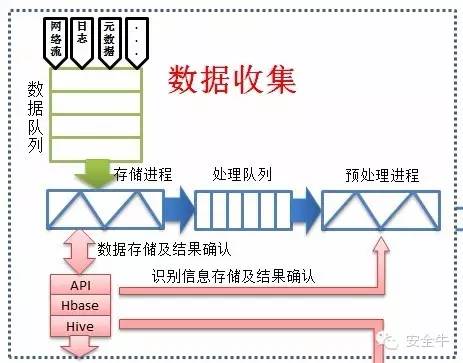 网络流
日志
元数据
...
数据队列
数据收集
存储进程
处理队列
预处理进程
数据存储及结果确认
API
识别信息存储及结果确认
Hbase
Hive
安全牛